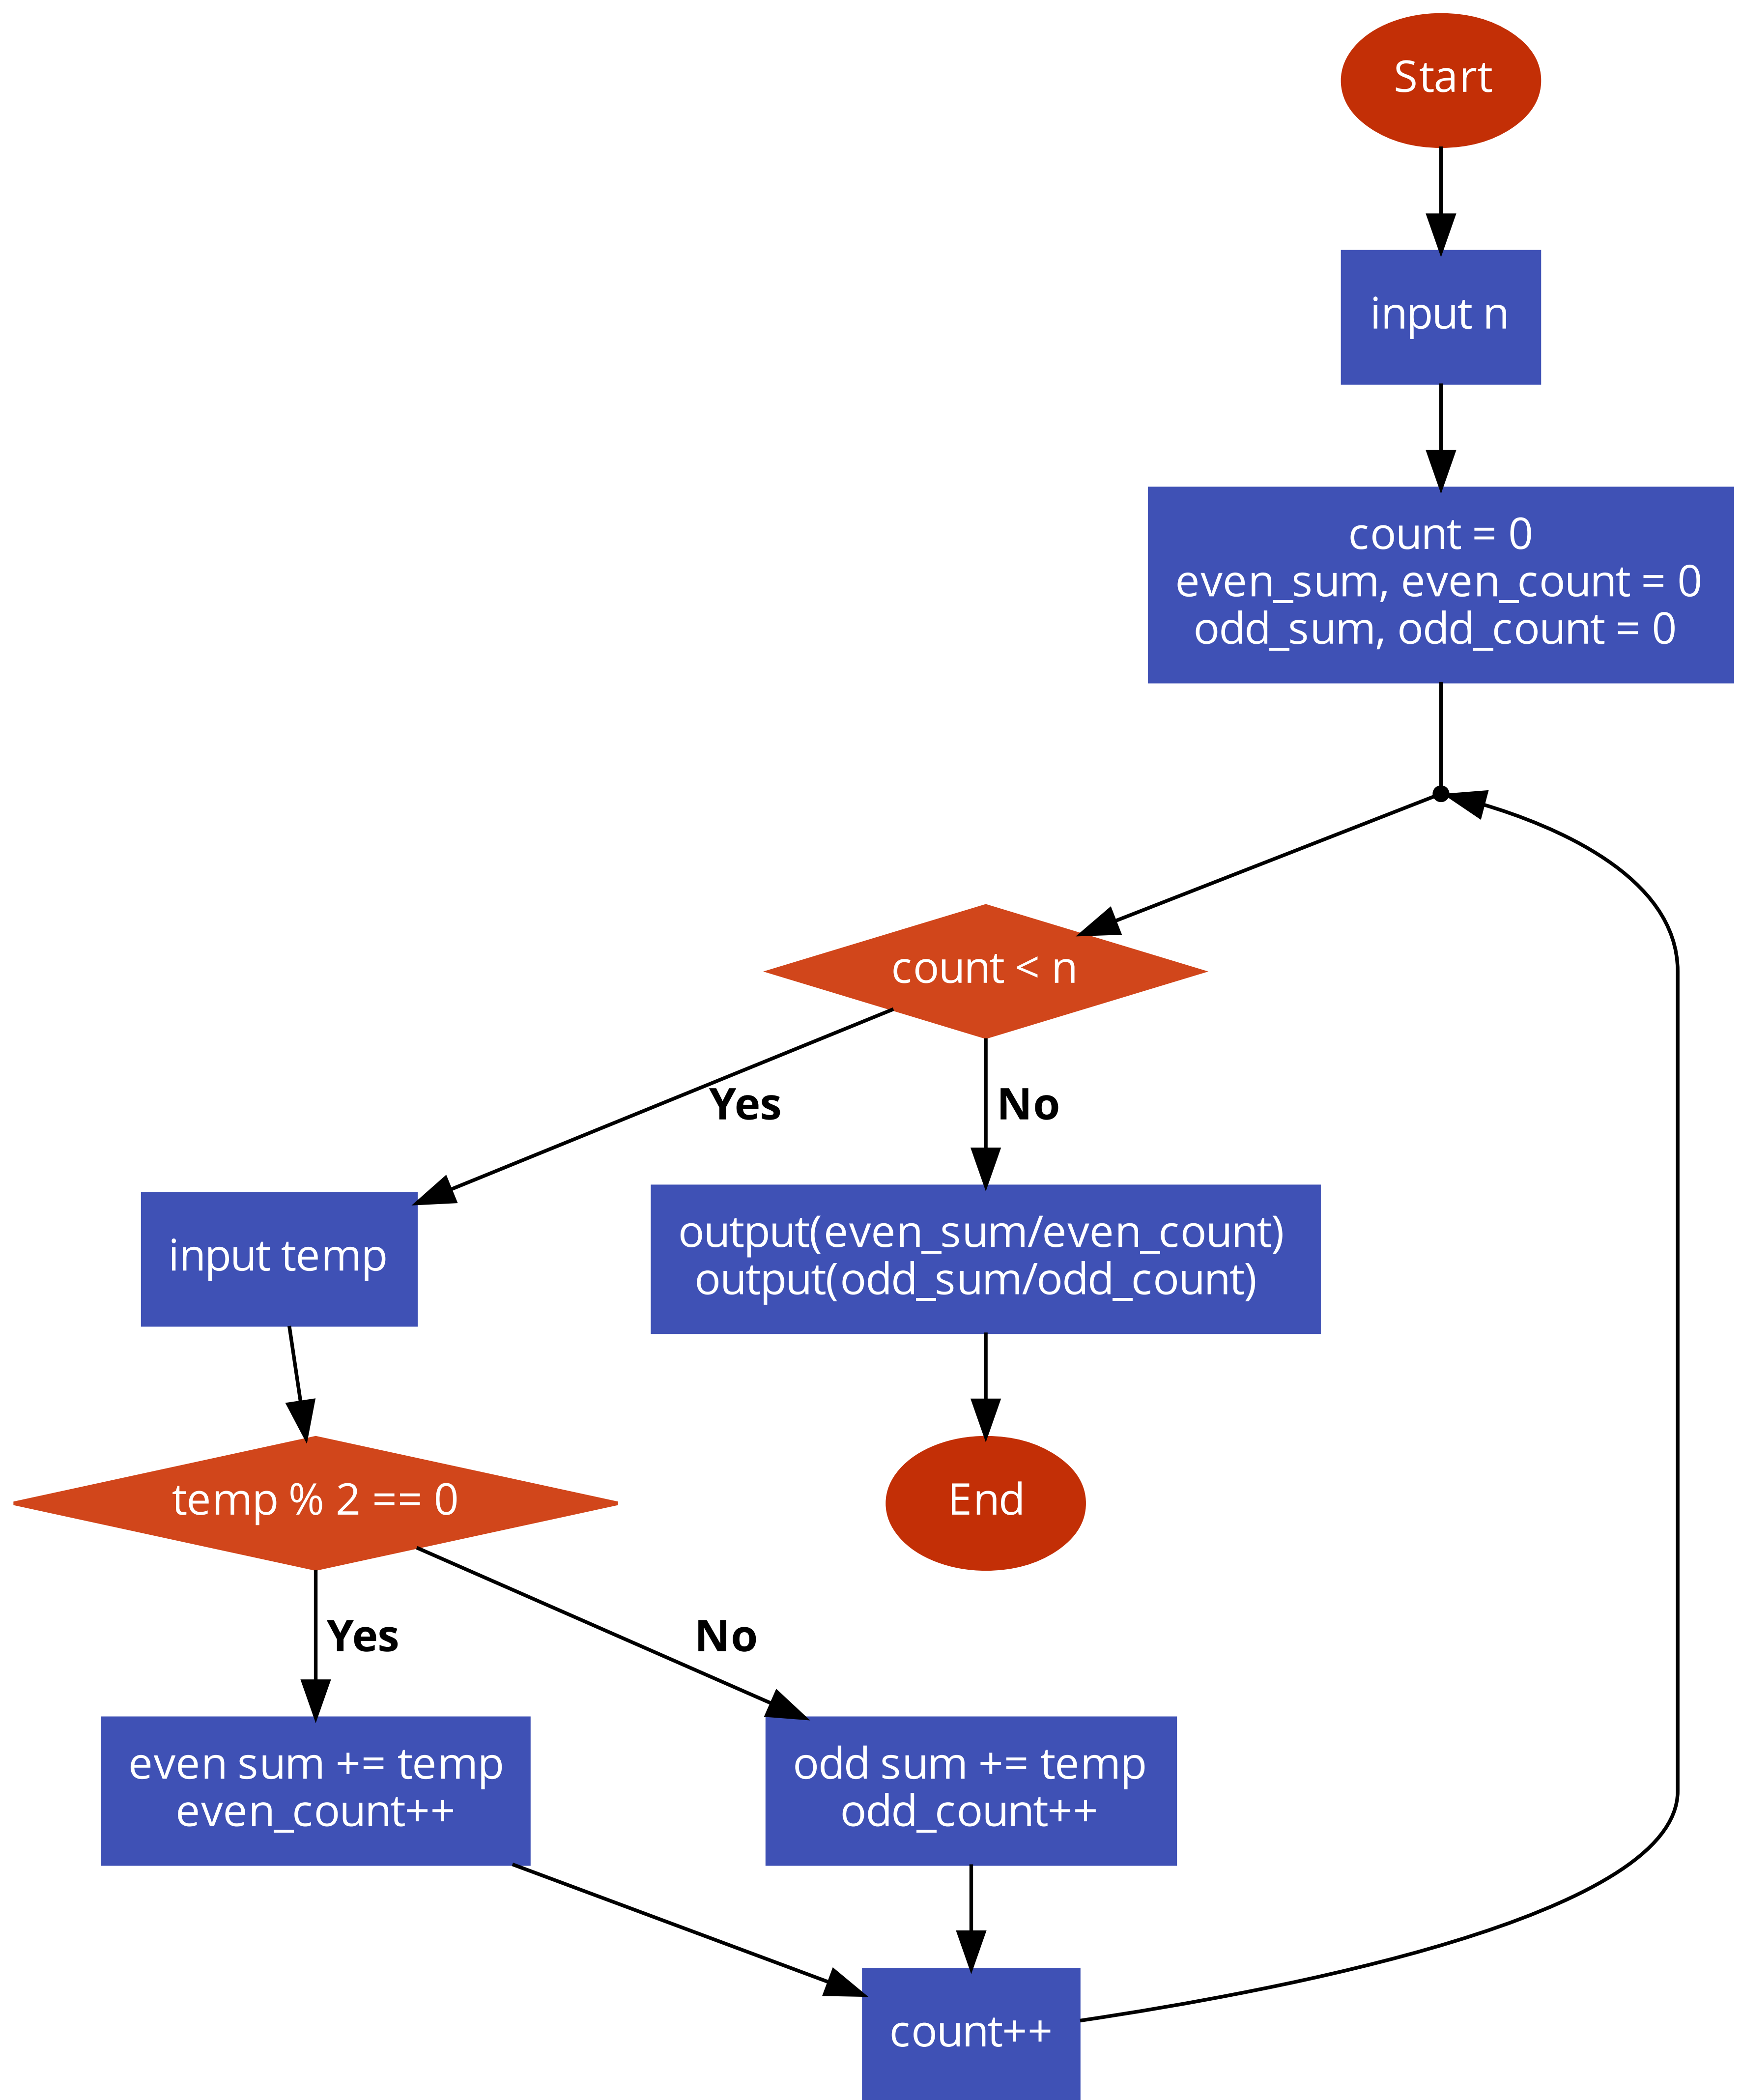 Start
input n
count = 0
even_sum, even_count = 0
odd_sum, odd_count = 0
count < n
Yes
No
input temp
output(even_sum/even_count)
output(odd_sum/odd_count)
temp % 2 == 0
End
Yes
No
even sum += temp
even_count++
odd sum += temp
odd_count++
count++